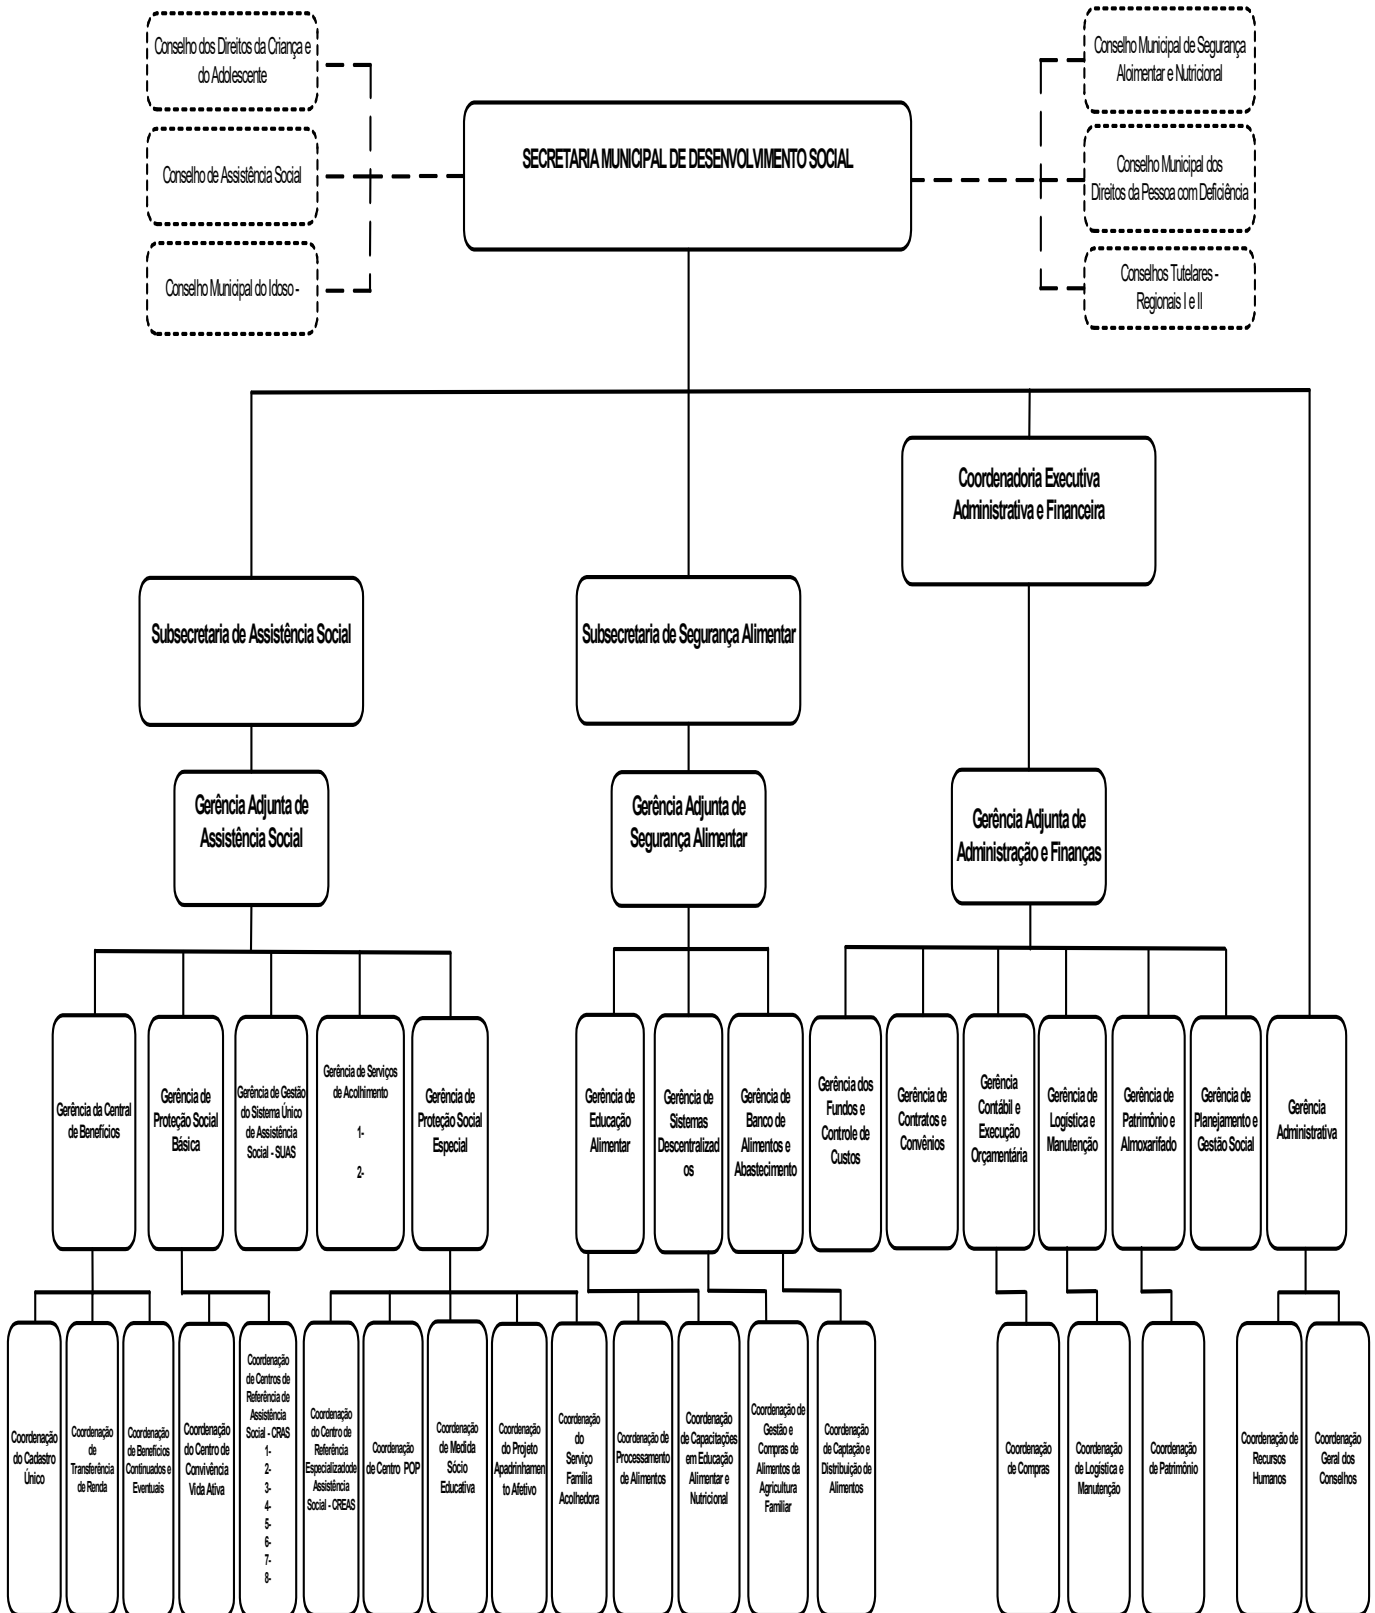 Conselho dos Direitos da Criança e
do Adolescente
Conselho de Assistência Social
Conselho Municipal do Idoso -
SECRETARIA MUNICIPAL DE DESENVOLVIMENTO SOCIAL
Conselho Municipal de Segurança
Aloimentar e Nutricional
Conselho Municipal dos
Direitos da Pessoa com Deficiência
Conselhos Tutelares -
Regionais I e II
Coordenadoria Executiva
Administrativa e Financeira
Subsecretaria de Assistência Social
Subsecretaria de Segurança Alimentar
Gerência Adjunta de
Assistência Social
Gerência Adjunta de
Segurança Alimentar
Gerência Adjunta de
Administração e Finanças
Gerência da Central
de Benefícios
Gerência de
Proteção Social
Básica
Gerência de Gestão
do Sistema Único
de Assistência
Social - SUAS
Gerência de Serviços
de Acolhimento
1-
2-
Gerência de
Proteção Social
Especial
Gerência de
Educação
Alimentar
Gerência de
Sistemas
Descentralizad
os
Gerência de
Banco de
Alimentos e
Abastecimento
Gerência dos
Fundos e
Controle de
Custos
Gerência de
Contratos e
Convênios
Gerência
Contábil e
Execução
Orçamentária
Gerência de
Logística e
Manutenção
Gerência de
Patrimônio e
Almoxarifado
Gerência de
Planejamento e
Gestão Social
Gerência
Administrativa
Coordenação
do Cadastro
Único
Coordenação
de
Transferência
de Renda
Coordenação
de Benefícios
Continuados e
Eventuais
Coordenação
do Centro de
Convivência
Vida Ativa
Coordenação
de Centros de
Referência de
Assistência
Social - CRAS
1-
2-
3-
4-
5-
6-
7-
8-
Coordenação
do Centro de
Referência
Especializadode
Assistência
Social - CREAS
Coordenação
de Centro POP
Coordenação
de Medida
Sócio
Educativa
Coordenação
do Projeto
Apadrinhamen
to Afetivo
Coordenação
do
Serviço
Família
Acolhedora
Coordenação de
Processamento
de Alimentos
Coordenação
de Capacitações
em Educação
Alimentar e
Nutricional
Coordenação de
Gestão e
Compras de
Alimentos da
Agricultura
Familiar
Coordenação
de Captação e
Distribuição de
Alimentos
Coordenação
de Compras
Coordenação
de Logística e
Manutenção
Coordenação
de Patrimônio
Coordenação de
Recursos
Humanos
Coordenação
Geral dos
Conselhos